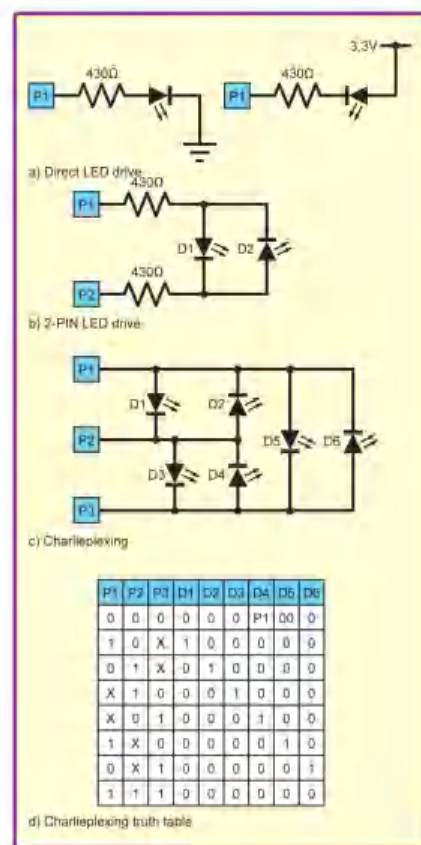 3,3V
430Ω 430Ω
P1 P1
a) Direct LED drive
430Ω
P1
D1 D2
430Ω
P2
b) 2-PIN LED drive
P1
D1 D2
P2 D5 D6
D3 D4
P3
c) Charlieplexing
P1 P2 P3 D1 D2 D3 D4 D5 D6
0 0 0 0 0 0 P1 00 0
1 0 X 1 0 0 0 0 0
0 1 X 0 1 0 0 0 0
X 1 0 0 0 1 0 0 0
X 0 1 0 0 0 1 0 0
1 X 0 0 0 0 0 1 0
0 X 1 0 0 0 0 0 1
1 1 1 0 0 0 0 0 0
d) Charlieplexing truth table